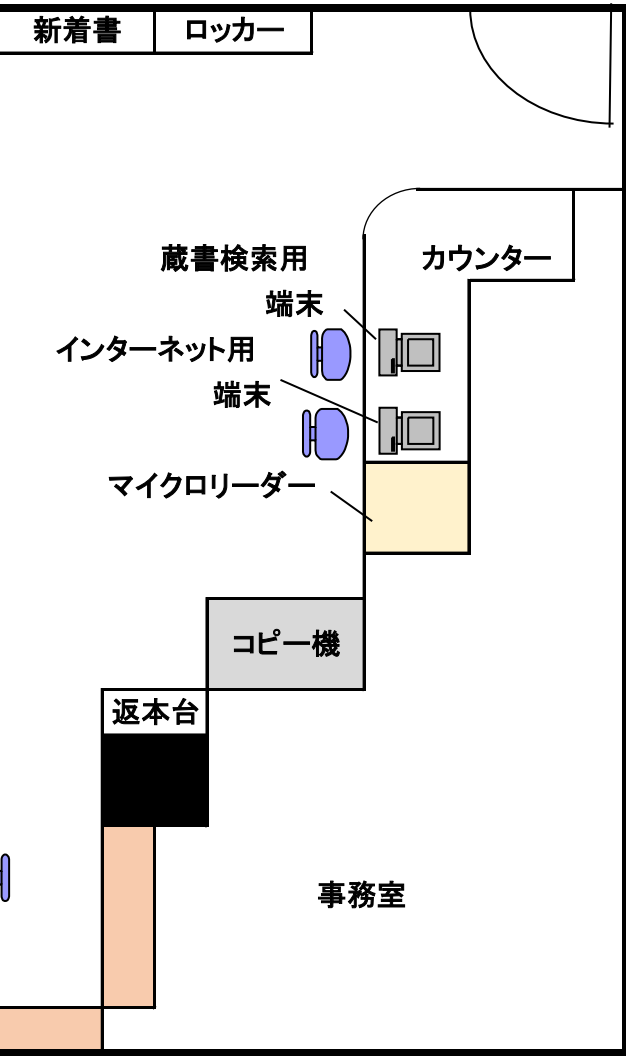 新着書
ロッカー
蔵書検索用
端末
カウンター
インターネット用
端末
マイクロリーダー
コピー機
返本台
事務室